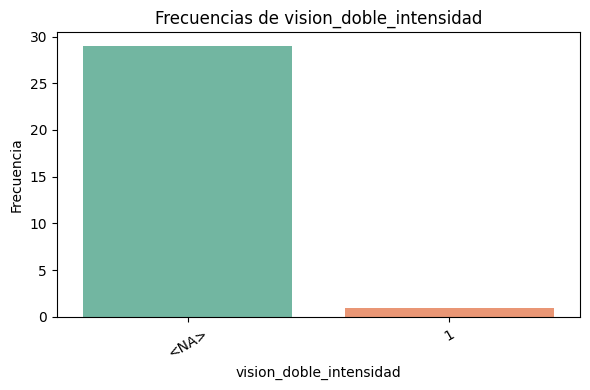 Frecuencias de vision_doble_intensidad
30
25
20
15
10
5
0
Frecuencia
<NA>
1
vision_doble_intensidad